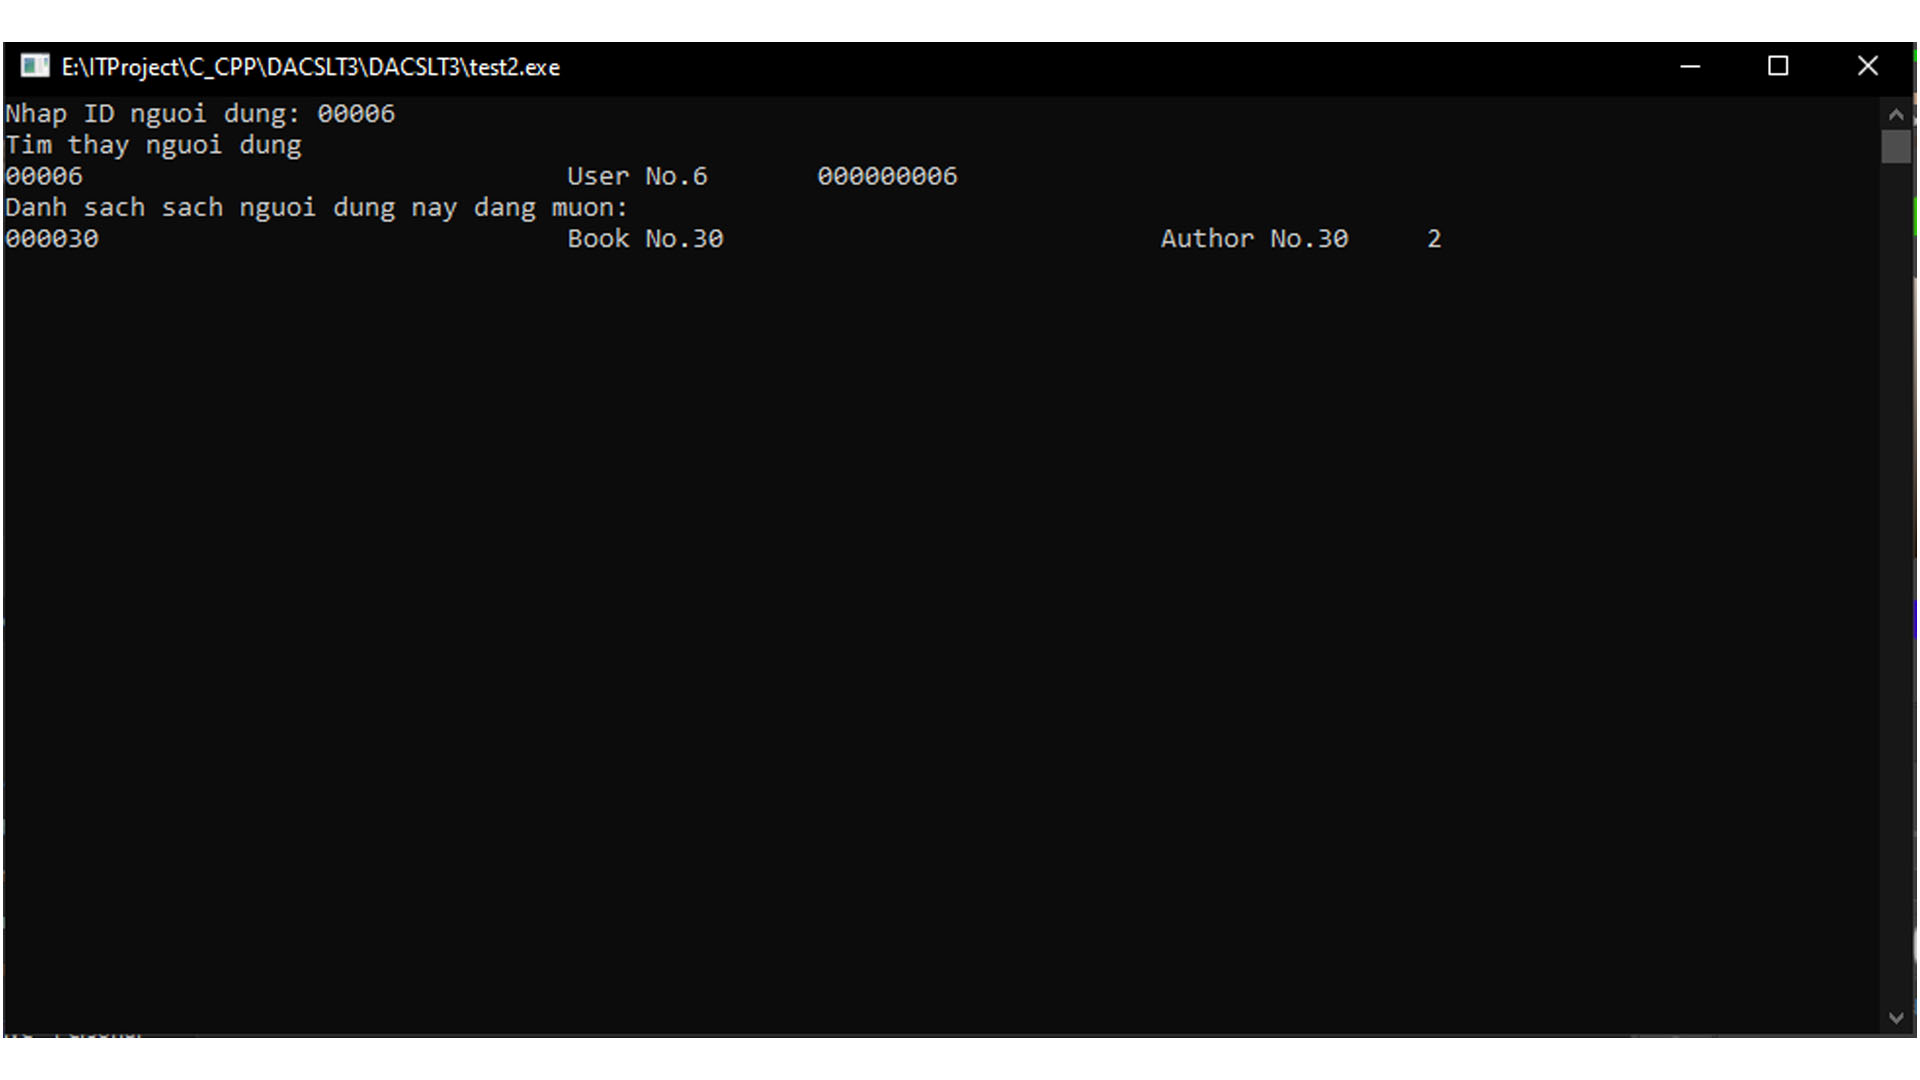 E:\ITProject\C_CPP\DACSLT3\DACSLT3\test2.exe
Nhap ID nguoi dung: 00006
Tim thay nguoi dung
00006 User No.6 000000006
Danh sach sach nguoi dung nay dang muon:
000030 Book No.30 Author No.30 2